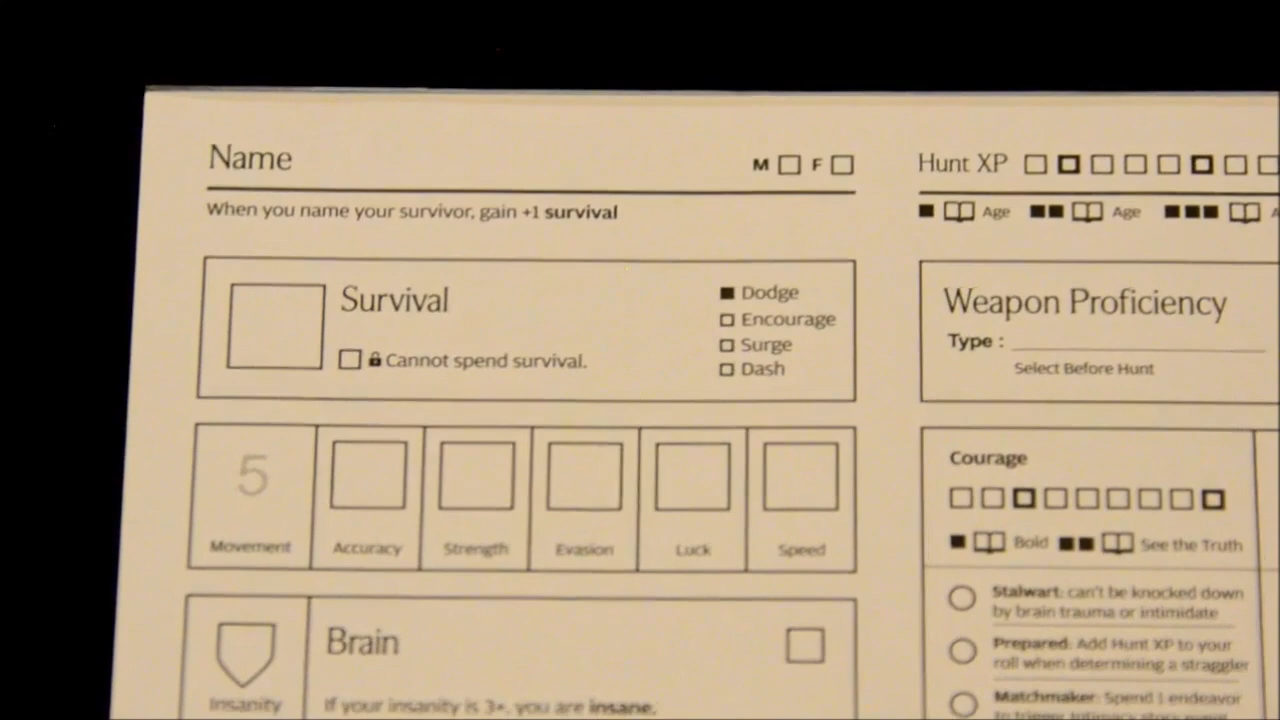 Name M F
When you name your survivor, gain +1 survival
Survival
Cannot spend survival.
Dodge
Encourage
Surge
Dash
5
Movement Accuracy Strength Evasion Luck Speed
Insanity
Brain
If your insanity is 3+, you are insane.
Hunt XP
Age Age
Weapon Proficiency
Type :
Select Before Hunt
Courage
Bold See the Truth
Stalwart: can't be knocked down
by brain trauma or intimidate
Prepared: Add Hunt XP to your
roll when determining a straggler
Matchmaker: Spend 1 endeavor
to trigger intimacy